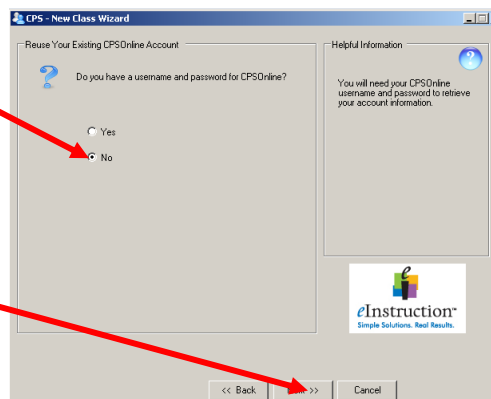 CPS - New Class Wizard
Reuse Your Existing CPSOnline Account
Do you have a username and password for CPSOnline?
Yes
No
Helpful Information
?
You will need your CPSOnline
username and password to retrieve
your account information.
eInstruction™
Simple Solutions. Real Results.
<< Back
>>
Cancel